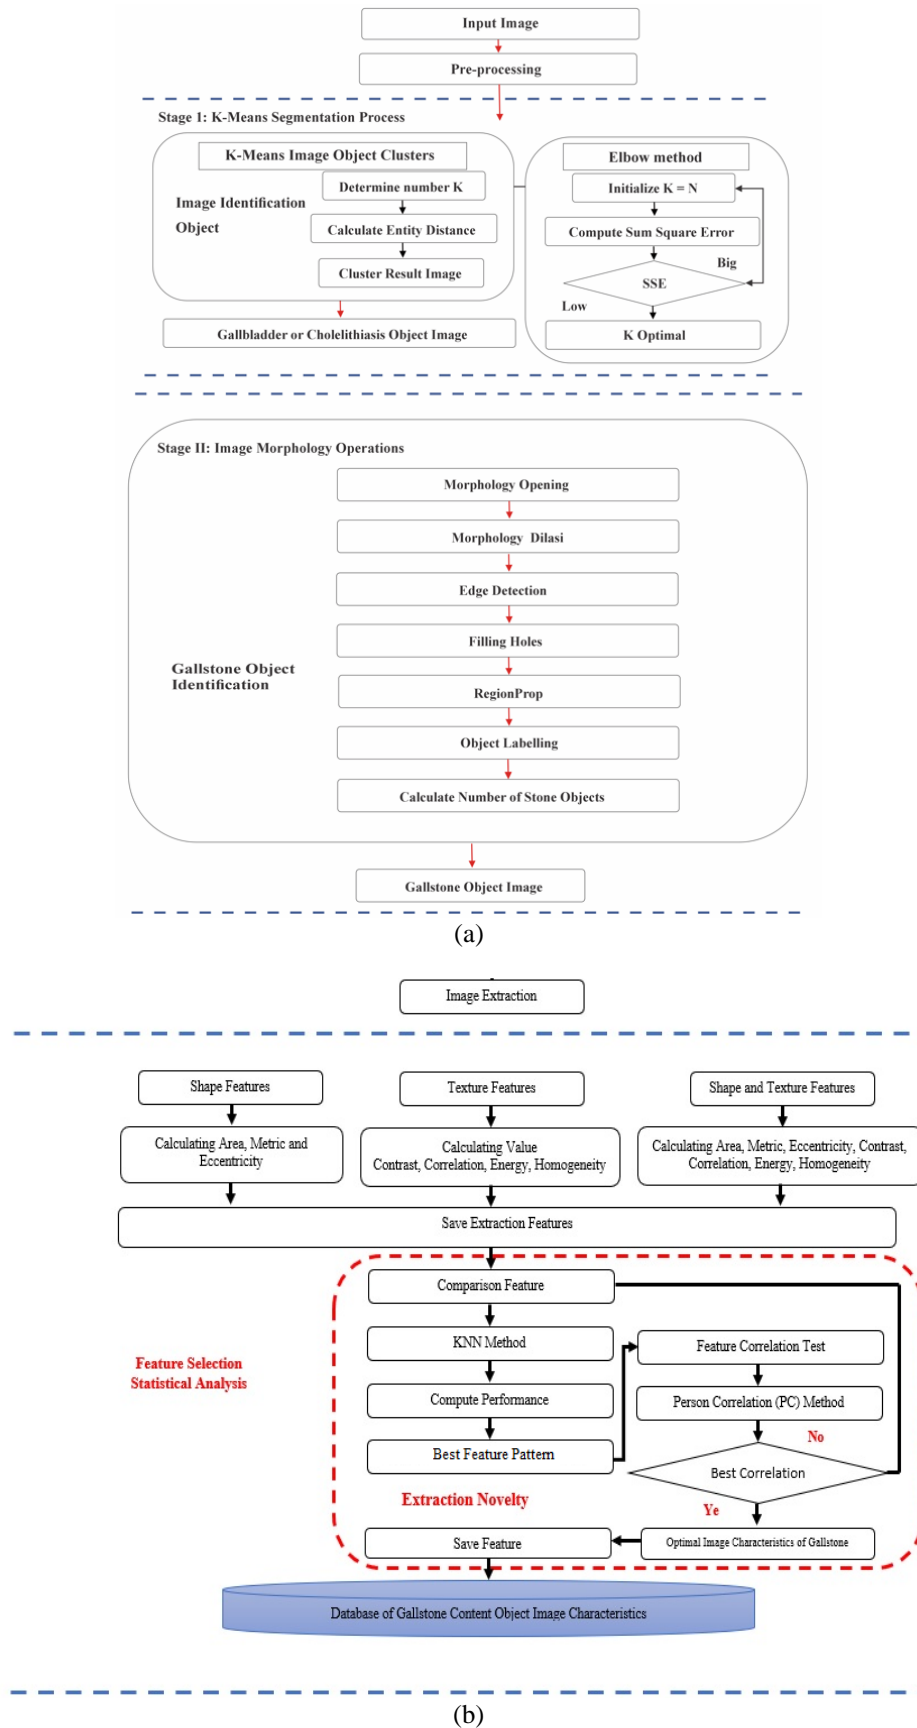 Input Image
Pre-processing
Stage 1: K-Means Segmentation Process
K-Means Image Object Clusters
Image Identification
Object
Determine number K
Calculate Entity Distance
Cluster Result Image
Gallbladder or Cholelithiasis Object Image
Elbow method
Initialize K = N
Compute Sum Square Error
Big
SSE
Low
K Optimal
Stage II: Image Morphology Operations
Morphology Opening
Morphology Dilasi
Edge Detection
Filling Holes
Gallstone Object
Identification
RegionProp
Object Labelling
Calculate Number of Stone Objects
Gallstone Object Image
(a)
Image Extraction
Shape Features
Texture Features
Shape and Texture Features
Calculating Area, Metric and
Eccentricity
Calculating Value
Contrast, Correlation, Energy, Homogeneity
Calculating Area, Metric, Eccentricity, Contrast,
Correlation, Energy, Homogeneity
Save Extraction Features
Comparison Feature
KNN Method
Compute Performance
Best Feature Pattern
Feature Selection
Statistical Analysis
Feature Correlation Test
Person Correlation (PC) Method
No
Best Correlation
Ye
Extraction Novelty
Optimal Image Characteristics of Gallstone
Save Feature
Database of Gallstone Content Object Image Characteristics
(b)